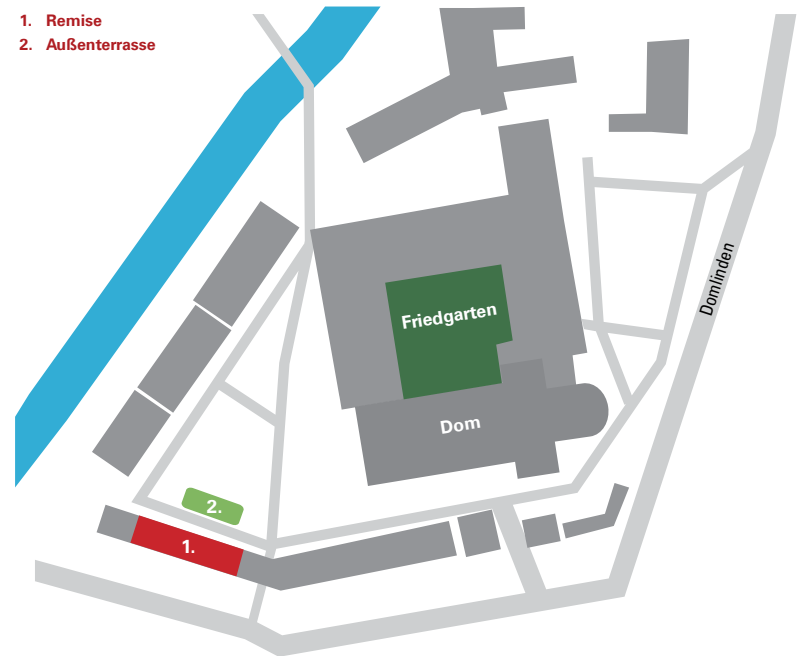 1. Remise
2. Außenterrasse
Domlinden
Friedgarten
Dom
2.
1.